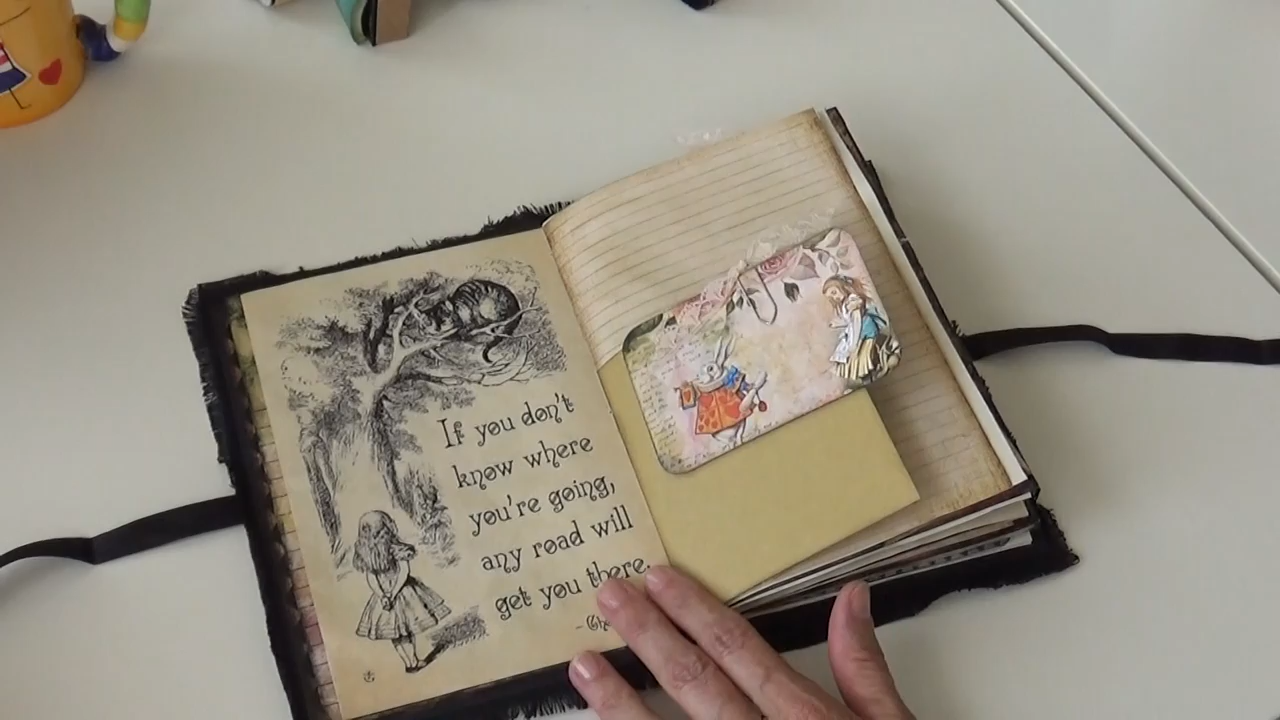 If you don't
know where
you're going,
any road will
get you there.